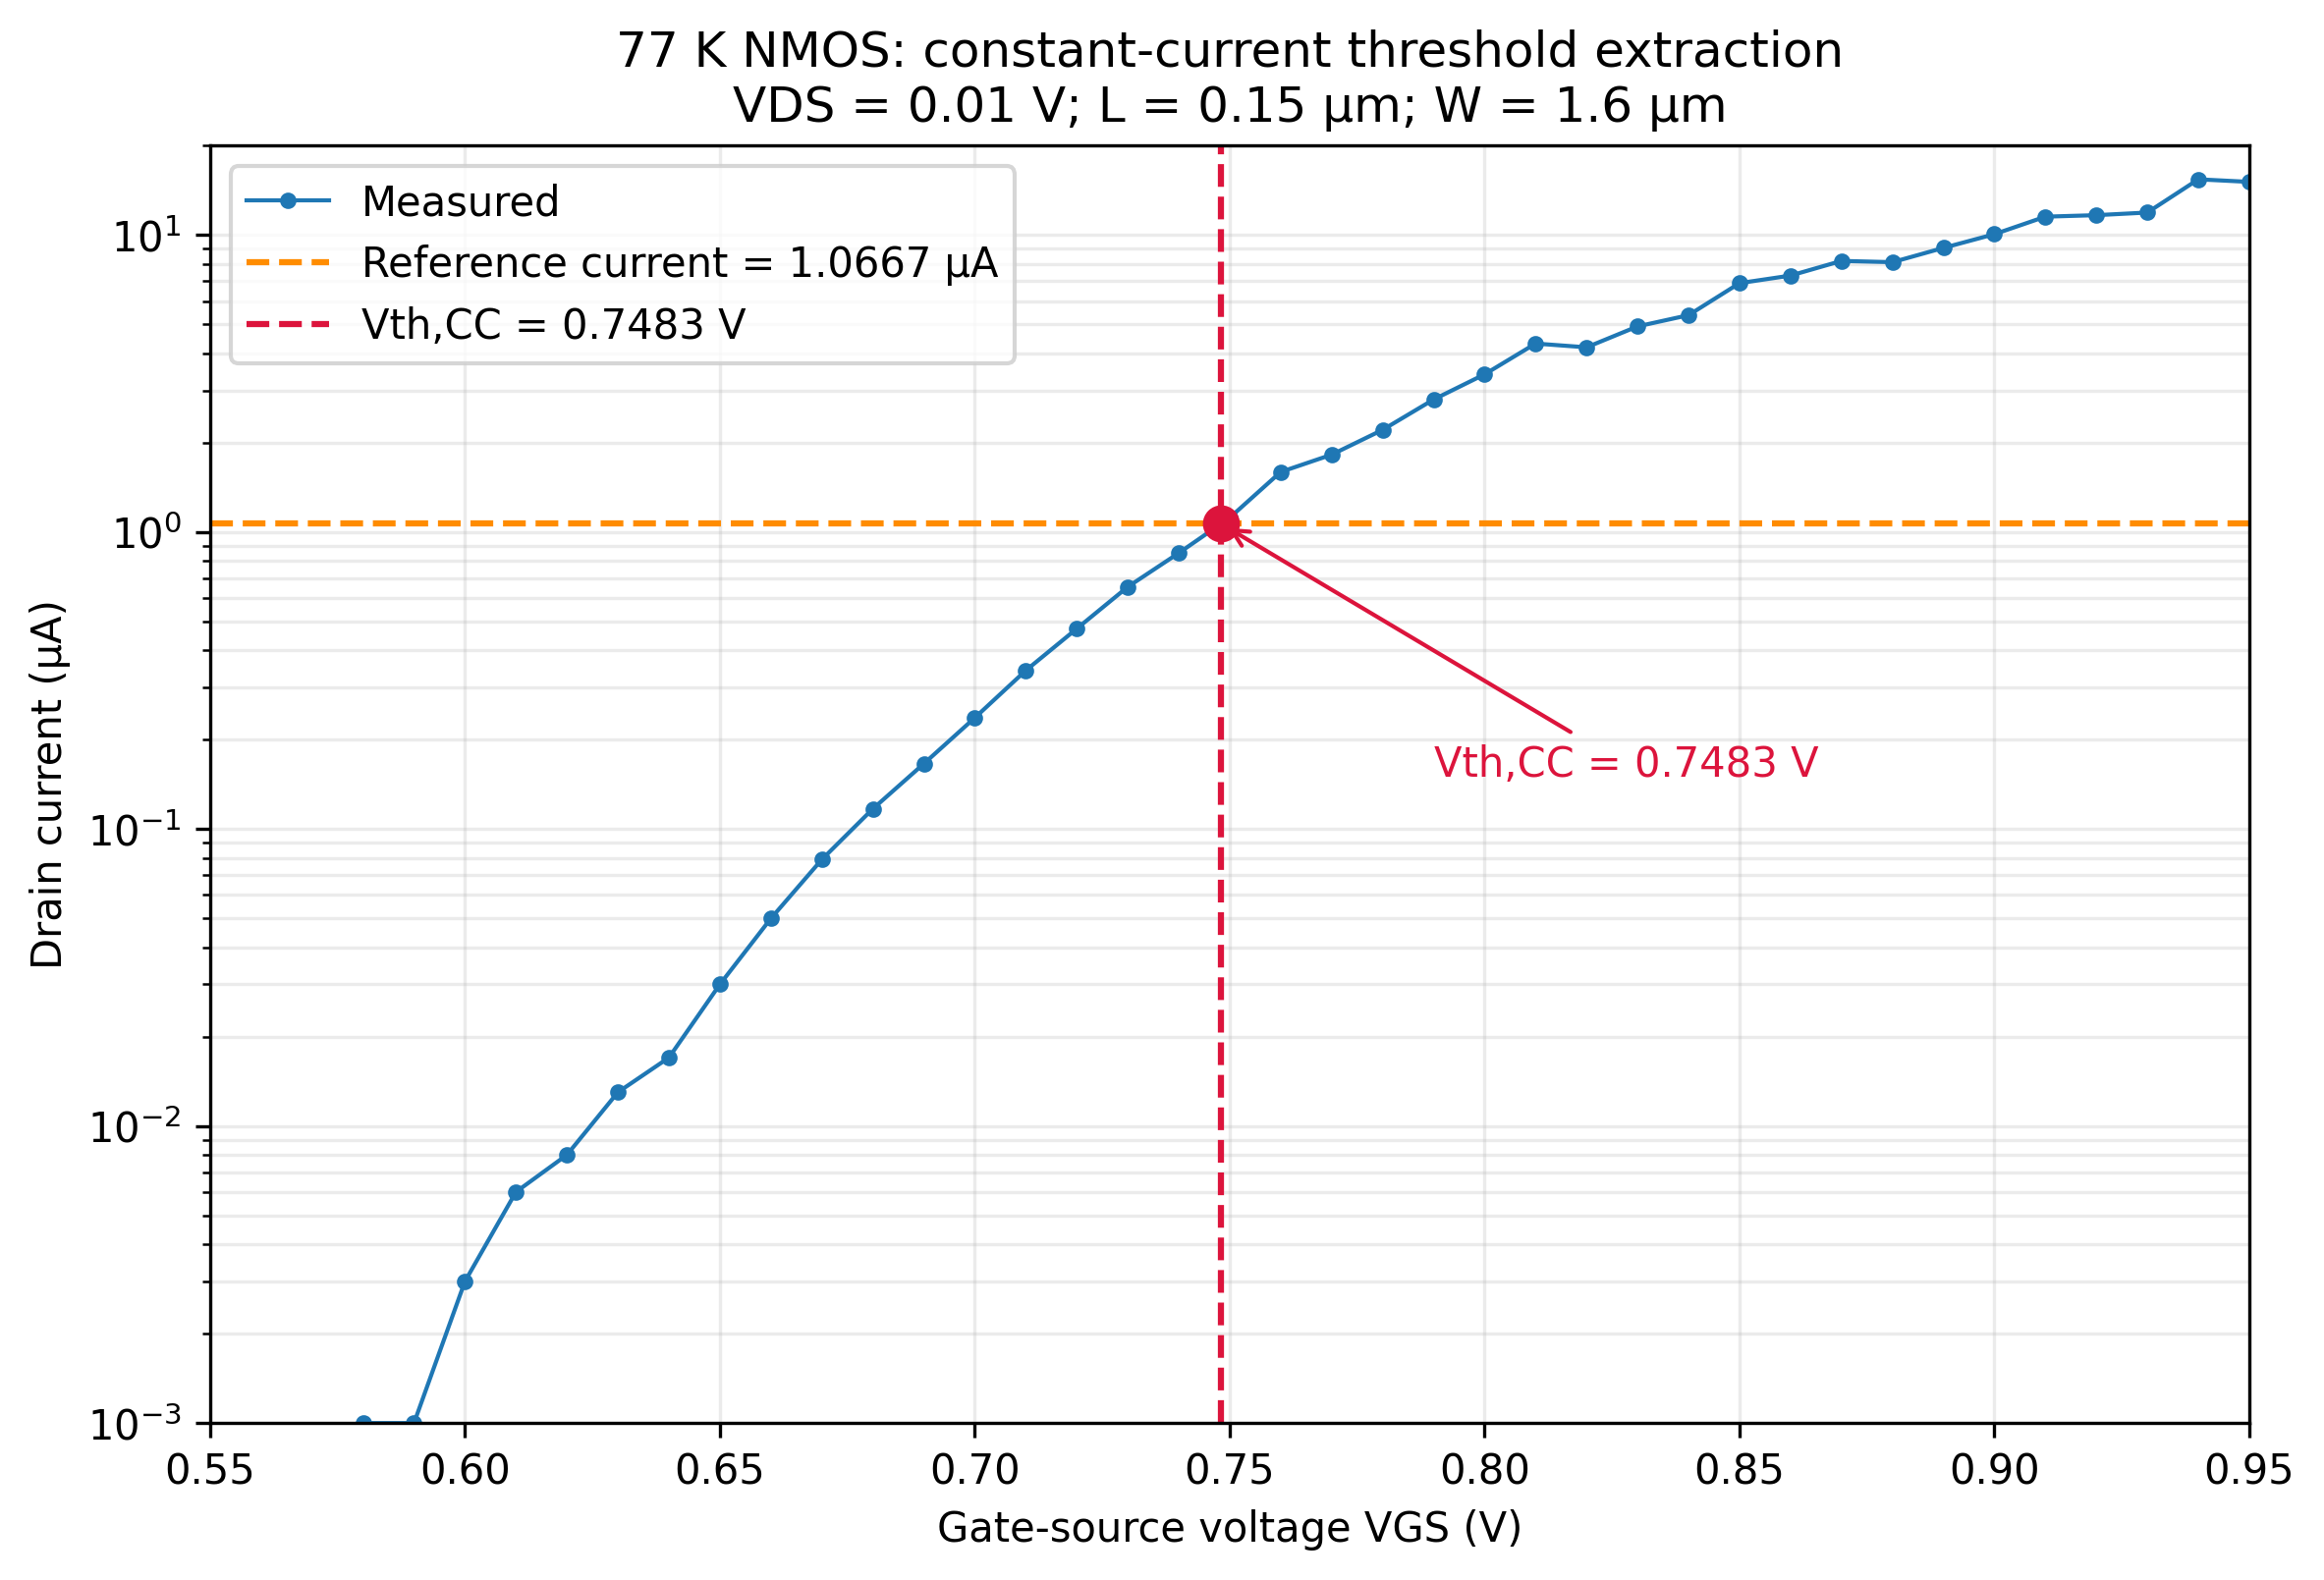 77 K NMOS: constant-current threshold extraction
VDS = 0.01 V; L = 0.15 µm; W = 1.6 µm
Measured
Reference current = 1.0667 µA
Vth,CC = 0.7483 V
10¹
10⁰
10⁻¹
10⁻²
10⁻³
Drain current (µA)
Vth,CC = 0.7483 V
0.55 0.60 0.65 0.70 0.75 0.80 0.85 0.90 0.95
Gate-source voltage VGS (V)